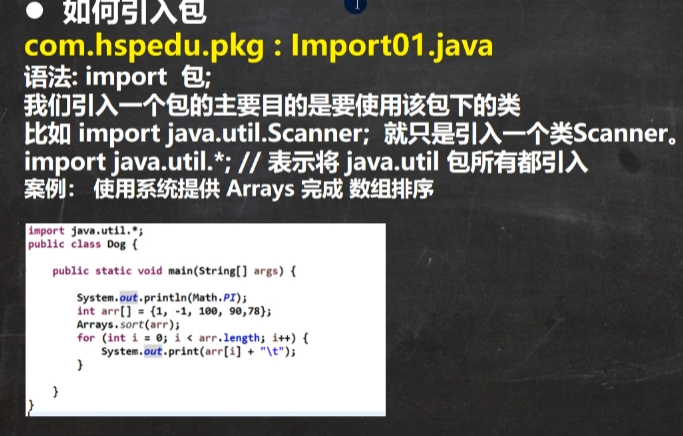 ● 如何引入包
com.hspedu.pkg : Import01.java
语法: import 包;
我们引入一个包的主要目的是要使用该包下的类
比如 import java.util.Scanner; 就只是引入一个类Scanner。
import java.util.*; // 表示将 java.util 包所有都引入
案例: 使用系统提供 Arrays 完成 数组排序
import java.util.*;
public class Dog {
public static void main(String[] args) {
System.out.println(Math.PI);
int arr[] = {1, -1, 100, 90,78};
Arrays.sort(arr);
for (int i = 0; i < arr.length; i++) {
System.out.print(arr[i] + "\t");
}
}
}